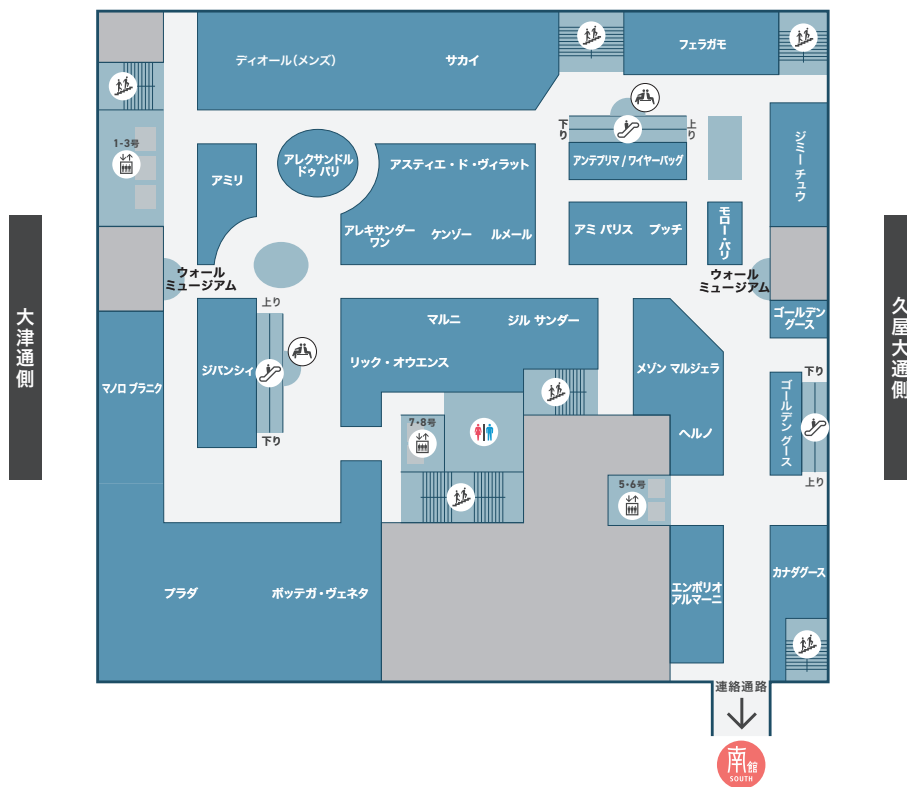 ディオール(メンズ)
サカイ
フェラガモ
1-3号
アミリ
アレクサンドル
ドゥ パリ
アスティエ・ド・ヴィラット
下り
上り
アンテプリマ / ワイヤーバッグ
ジミー チュウ
アレキサンダー
ワン
ケンゾー
ルメール
アミ パリス
プッチ
モロー・パリ
ウォール
ミュージアム
ウォール
ミュージアム
大津通側
久屋大通側
上り
マルニ
ジル サンダー
ゴールデン
グース
マノロ ブラニク
ジバンシィ
リック・オウエンス
メゾン マルジェラ
下り
ゴールデン グース
下り
7・8号
ヘルノ
上り
5・6号
プラダ
ボッテガ・ヴェネタ
エンポリオ
アルマーニ
カナダグース
連絡通路
南館
SOUTH